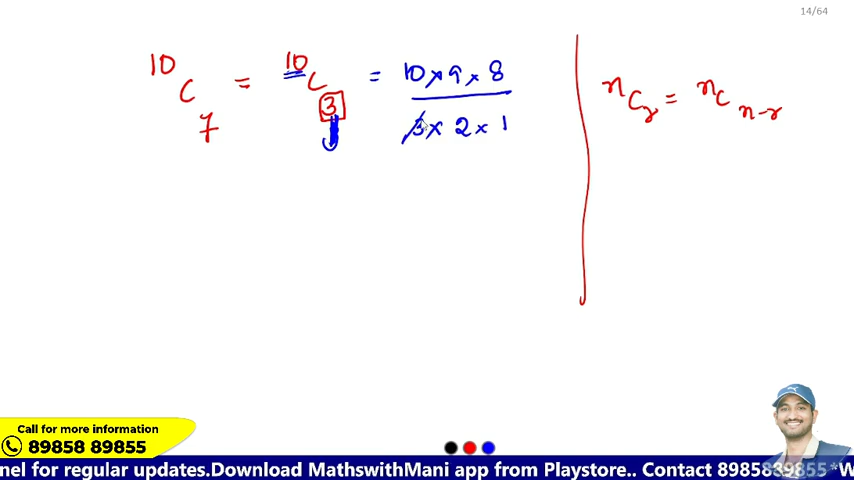 14/64
¹⁰C₇ = ¹⁰C₃ = 10×9×8 / 3×2×1
ⁿCᵣ = ⁿCₙ₋ᵣ
Call for more information
89858 89855
nel for regular updates.Download MathswithMani app from Playstore.. Contact 8985839855 *W